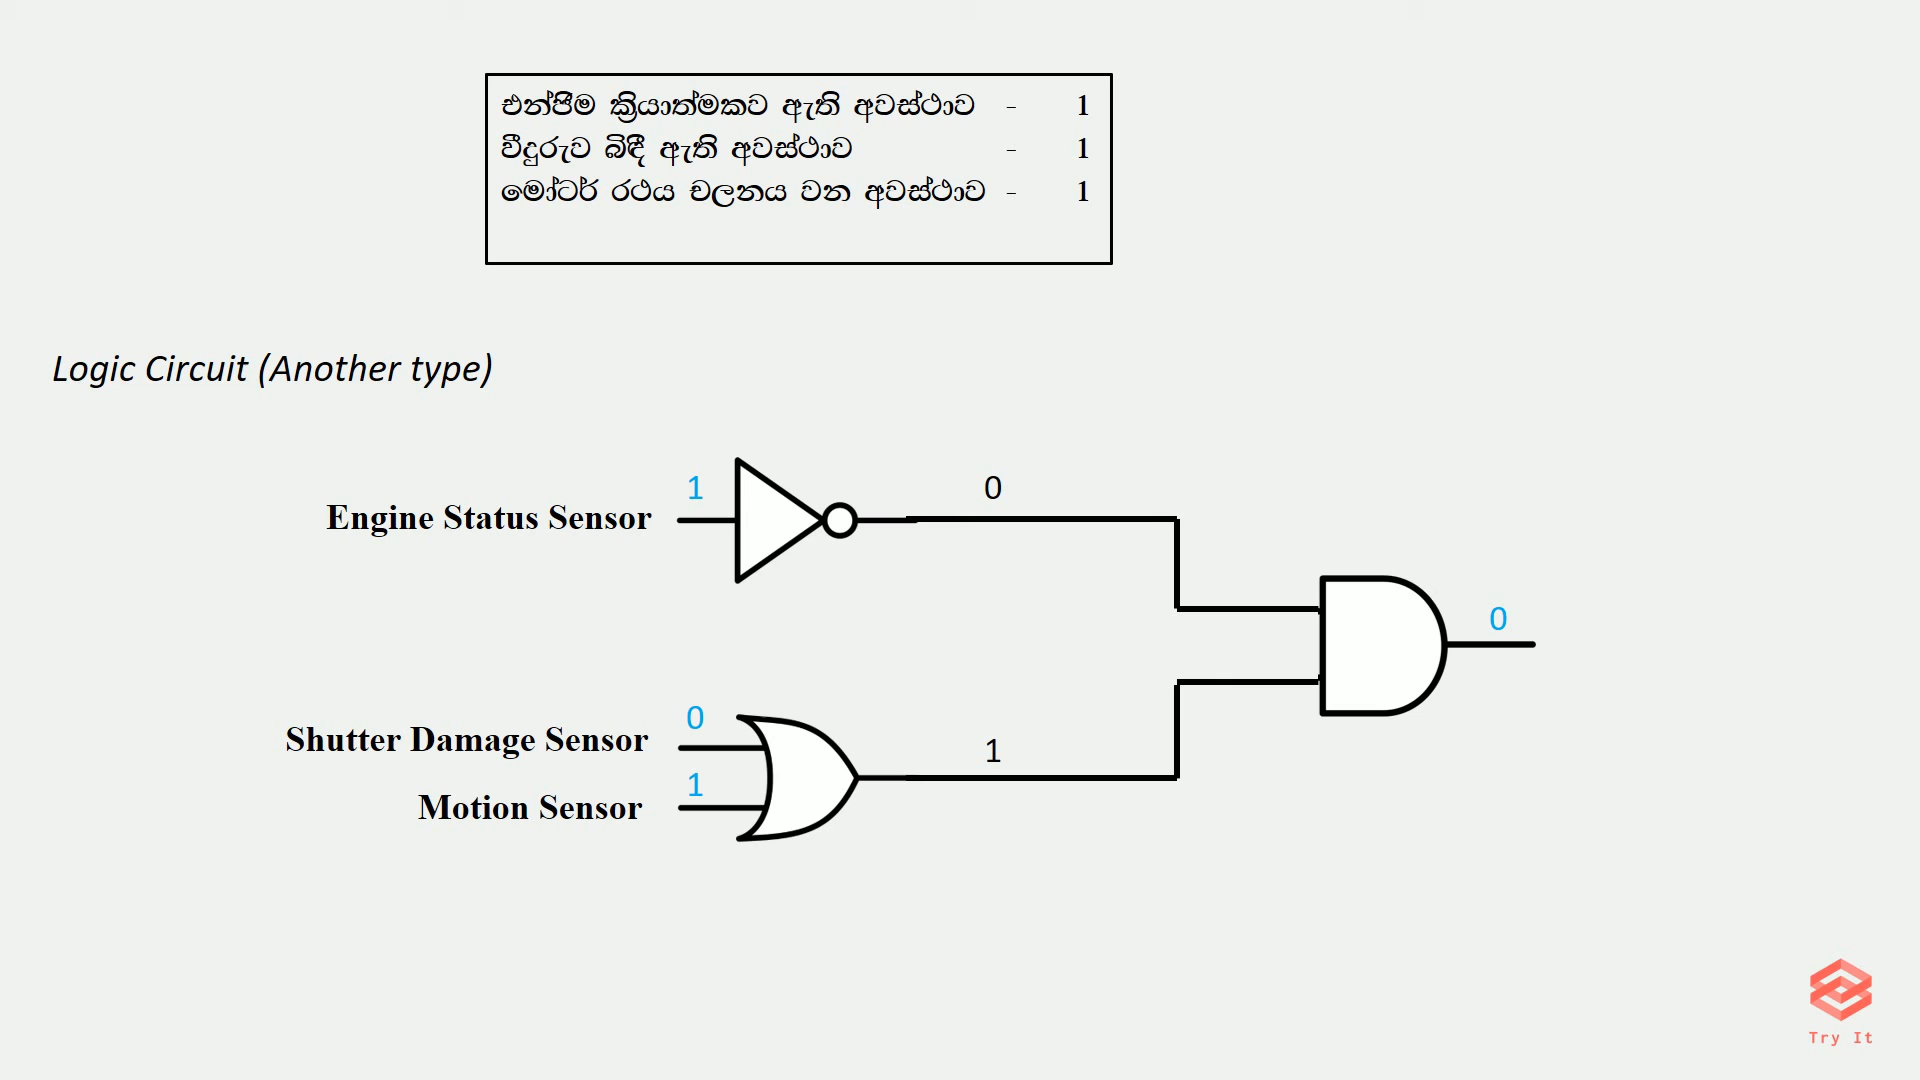 එන්ජිම ක්‍රියාත්මකව ඇති අවස්ථාව - 1
වීදුරුව බිඳී ඇති අවස්ථාව - 1
මෝටර් රථය චලනය වන අවස්ථාව - 1
Logic Circuit (Another type)
1
0
Engine Status Sensor
0
0
Shutter Damage Sensor
1
1
Motion Sensor
Try It